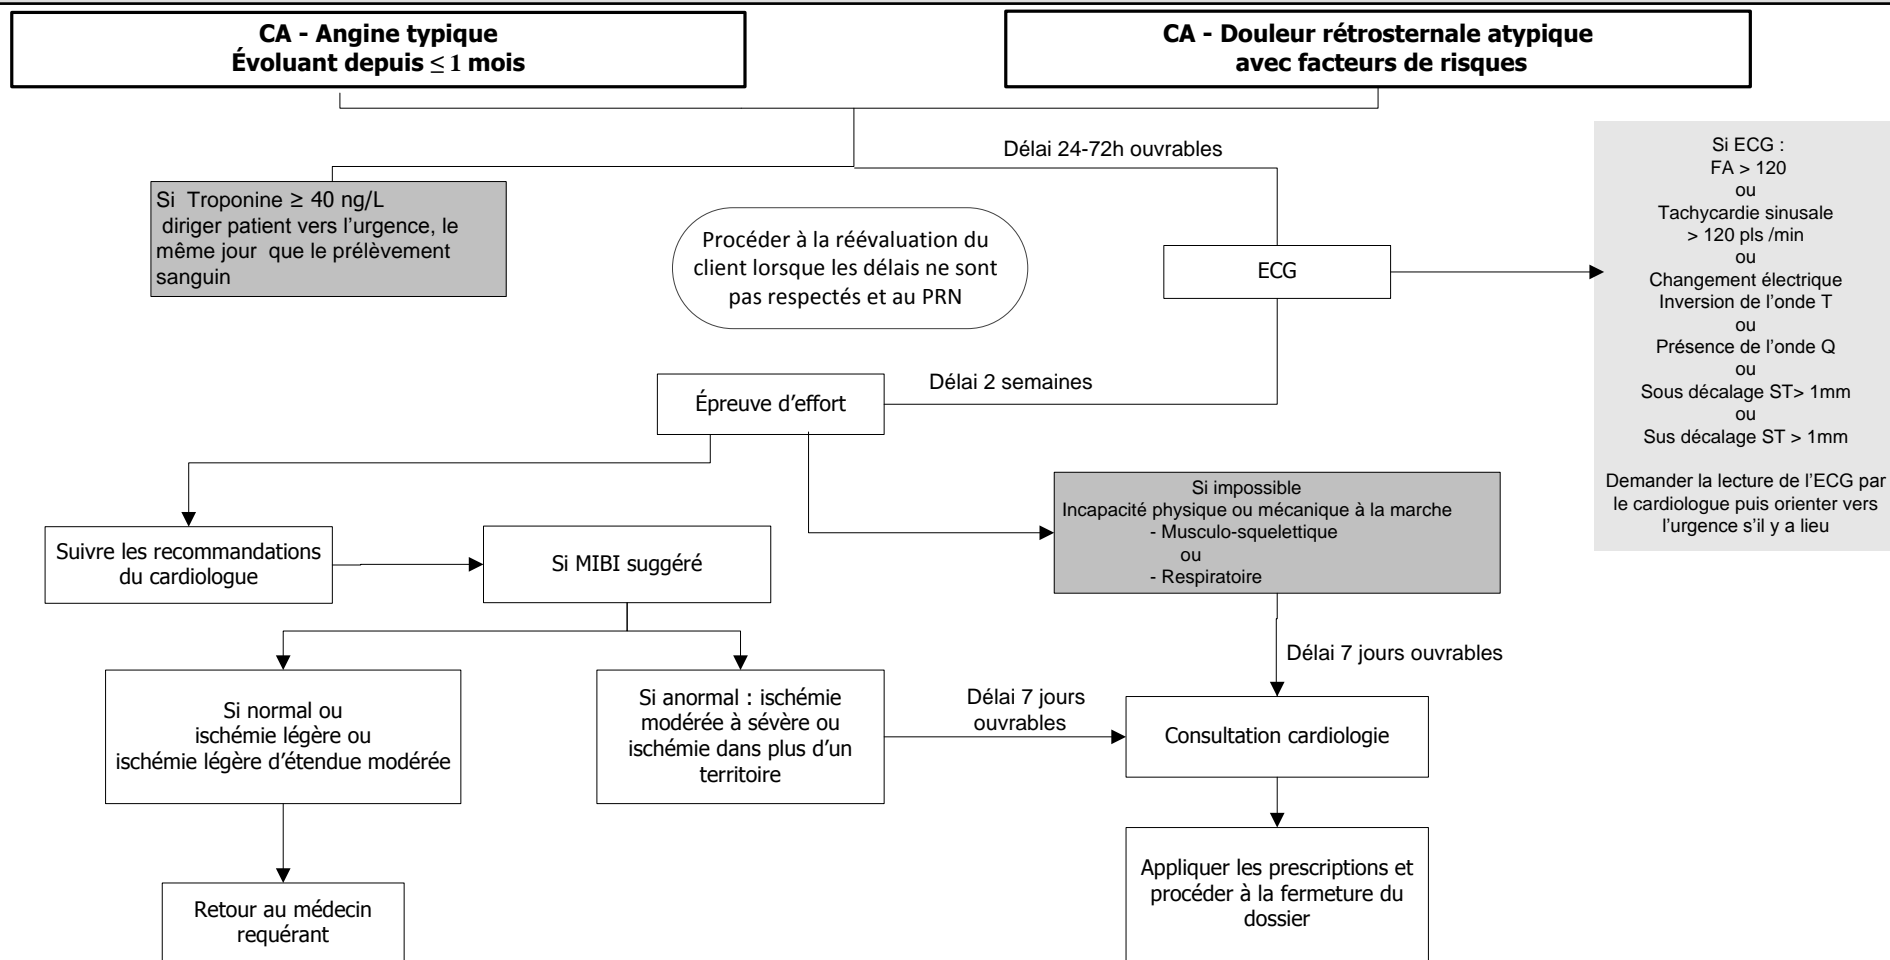 CA - Angine typique
Évoluant depuis ≤ 1 mois
CA - Douleur rétrosternale atypique
avec facteurs de risques
Délai 24-72h ouvrables
Si Troponine ≥ 40 ng/L
diriger patient vers l'urgence, le
même jour que le prélèvement
sanguin
Procéder à la réévaluation du
client lorsque les délais ne sont
pas respectés et au PRN
ECG
Si ECG :
FA > 120
ou
Tachycardie sinusale
> 120 pls /min
ou
Changement électrique
Inversion de l'onde T
ou
Présence de l'onde Q
ou
Sous décalage ST> 1mm
ou
Sus décalage ST > 1mm
Demander la lecture de l'ECG par
le cardiologue puis orienter vers
l'urgence s'il y a lieu
Délai 2 semaines
Épreuve d'effort
Si impossible
Incapacité physique ou mécanique à la marche
- Musculo-squelettique
ou
- Respiratoire
Suivre les recommandations
du cardiologue
Si MIBI suggéré
Délai 7 jours ouvrables
Si normal ou
ischémie légère ou
ischémie légère d'étendue modérée
Si anormal : ischémie
modérée à sévère ou
ischémie dans plus d'un
territoire
Délai 7 jours
ouvrables
Consultation cardiologie
Retour au médecin
requérant
Appliquer les prescriptions et
procéder à la fermeture du
dossier